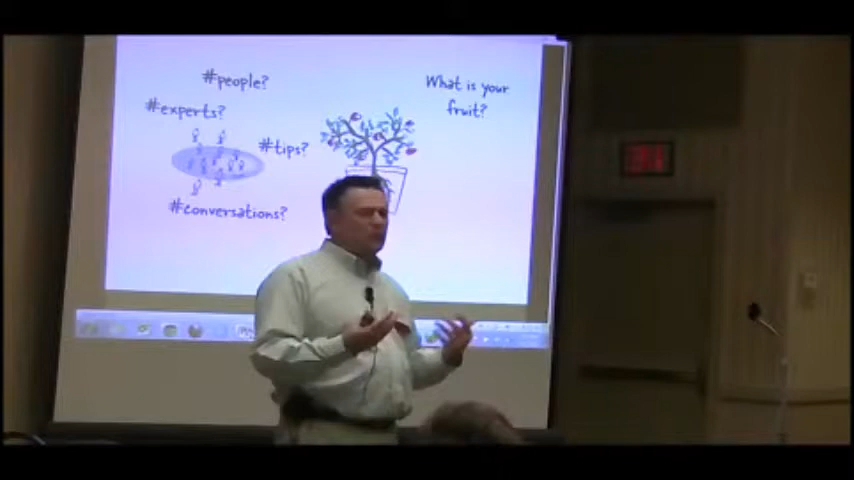 #people?
What is your
fruit?
#experts?
#tips?
#conversations?